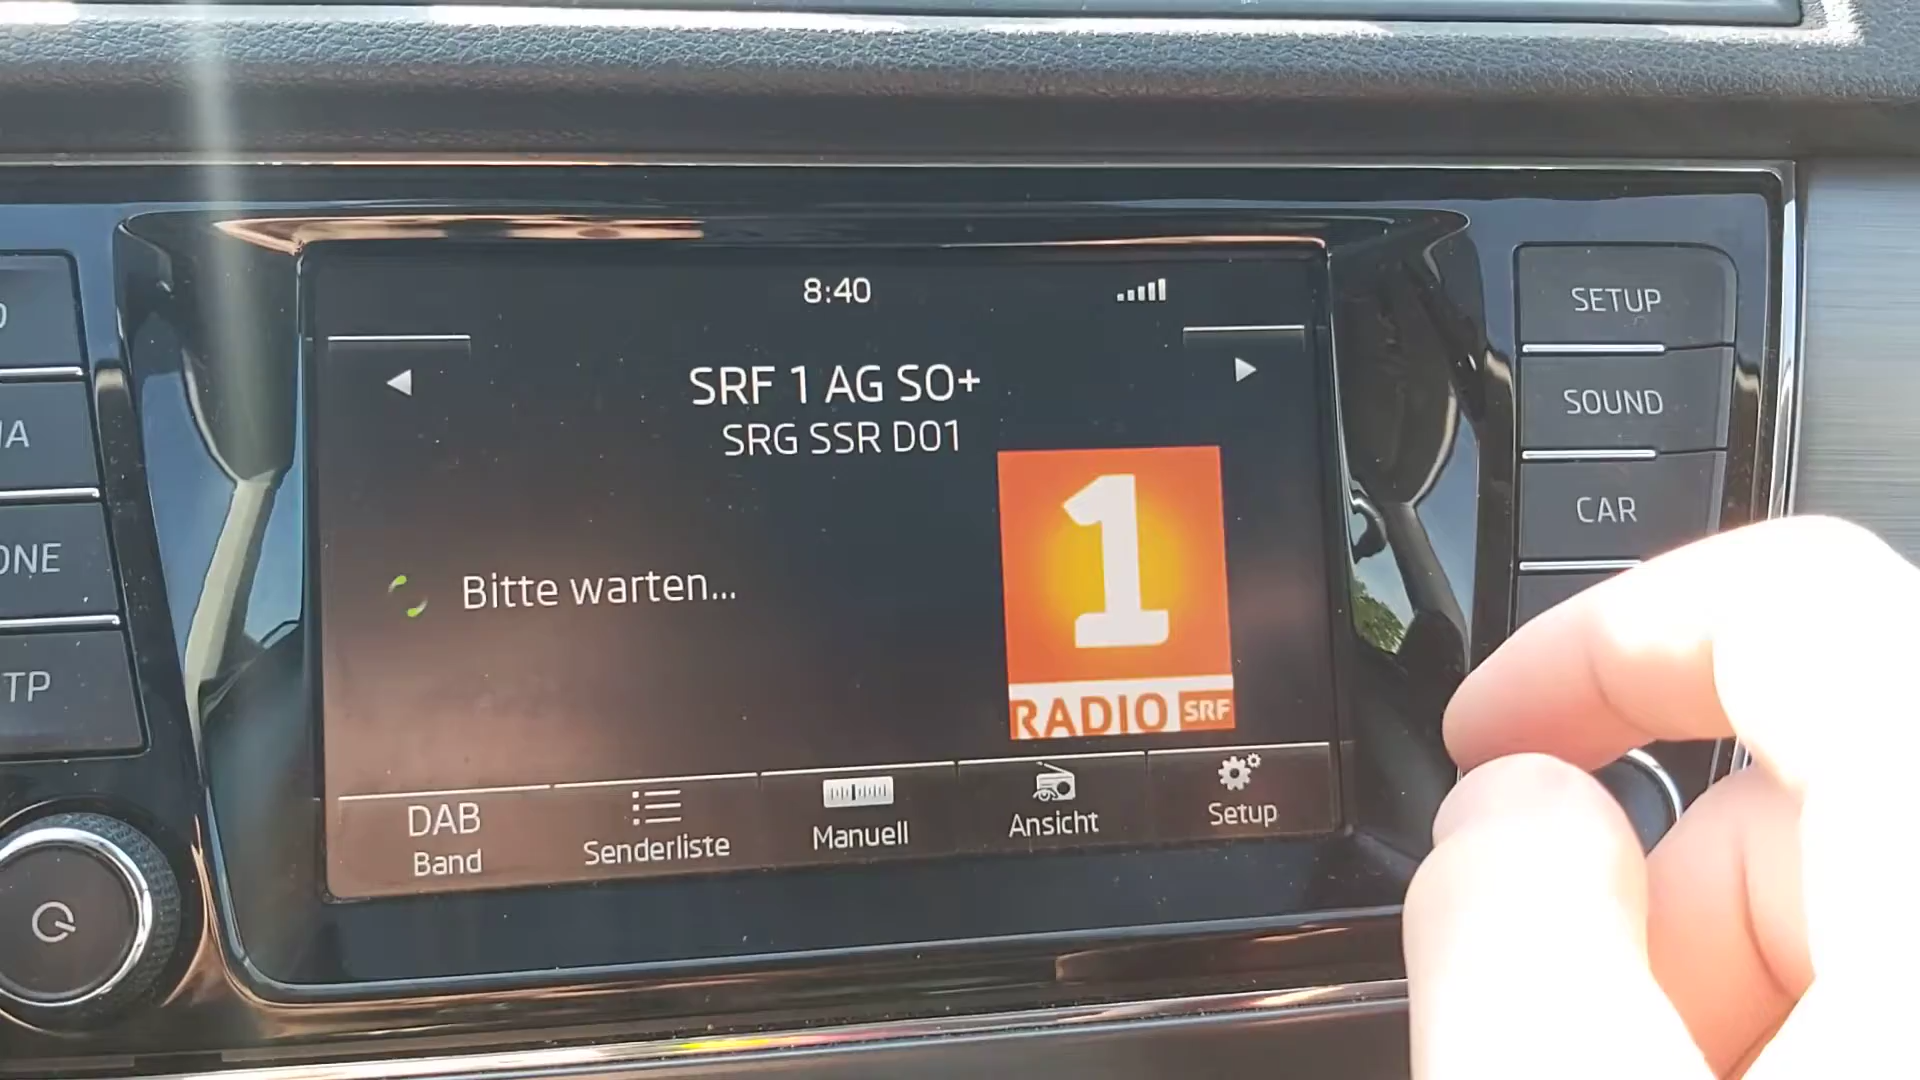 8:40
SRF 1 AG SO+
SRG SSR D01
Bitte warten...
1
RADIO SRF
DAB
Band
Senderliste
Manuell
Ansicht
Setup
SETUP
SOUND
CAR
TP